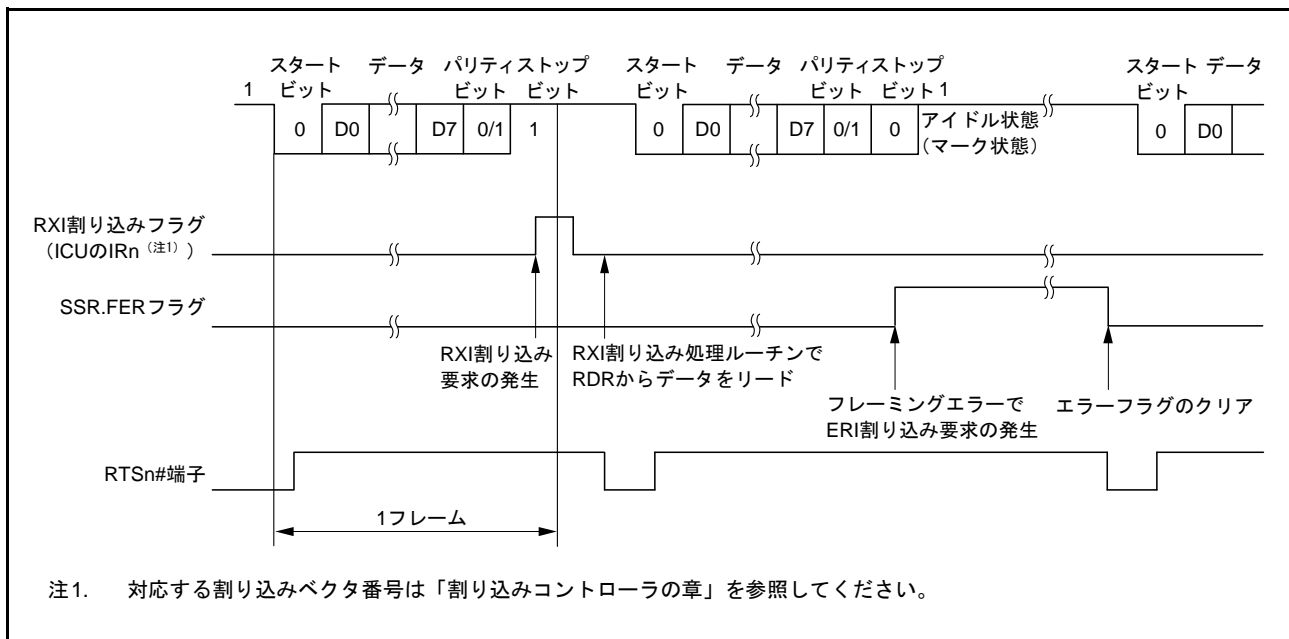 スタート データ パリティストップ スタート データ パリティストップ スタート データ
1 ビット ビット ビット ビット ビット ビット 1 ビット
0 D0 D7 0/1 1 0 D0 D7 0/1 0 アイドル状態 0 D0
（マーク状態）
RXI割り込みフラグ
（ICUのIRn（注1））
SSR.FERフラグ
RXI割り込み
要求の発生
RXI割り込み処理ルーチンで
RDRからデータをリード
フレーミングエラーで
ERI割り込み要求の発生
エラーフラグのクリア
RTSn#端子
1フレーム
注1. 対応する割り込みベクタ番号は「割り込みコントローラの章」を参照してください。